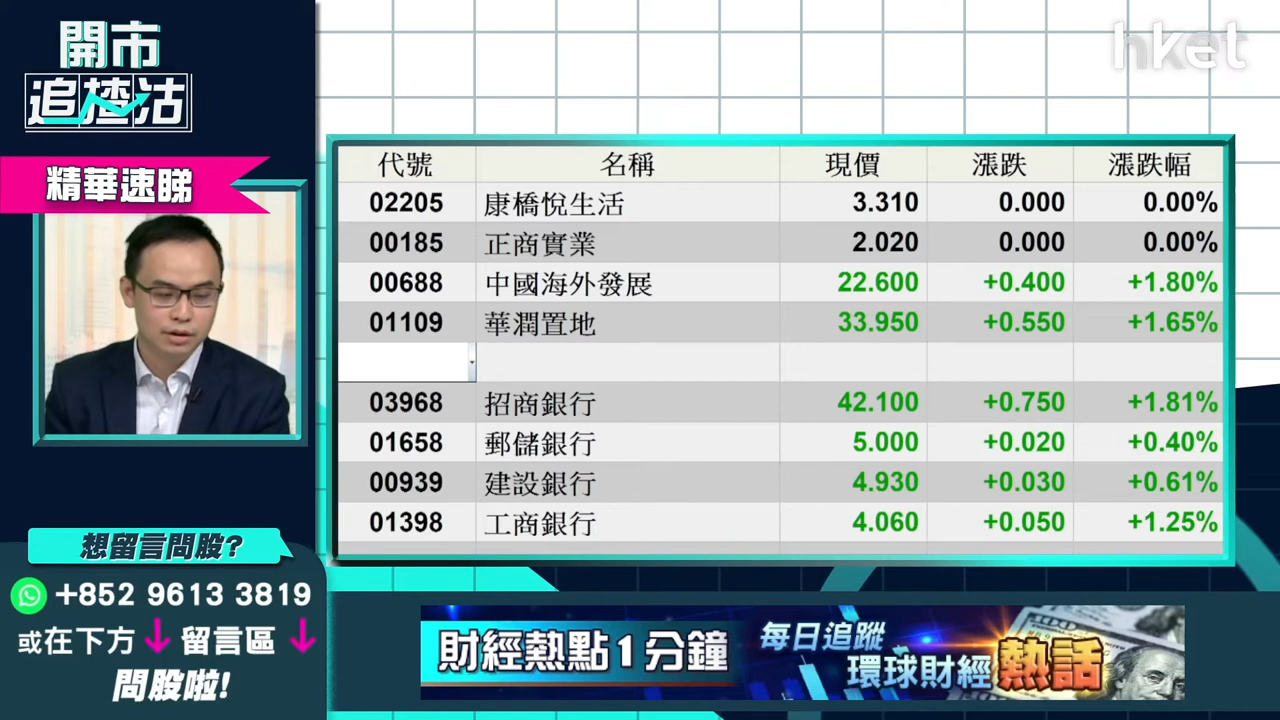 hket
開市
追揸沽
精華速睇
代號 名稱 現價 漲跌 漲跌幅
02205 康橋悅生活 3.310 0.000 0.00%
00185 正商實業 2.020 0.000 0.00%
00688 中國海外發展 22.600 +0.400 +1.80%
01109 華潤置地 33.950 +0.550 +1.65%
03968 招商銀行 42.100 +0.750 +1.81%
01658 郵儲銀行 5.000 +0.020 +0.40%
00939 建設銀行 4.930 +0.030 +0.61%
01398 工商銀行 4.060 +0.050 +1.25%
想留言問股?
+852 9613 3819
或在下方↓留言區↓
問股啦!
財經熱點1分鐘
每日追蹤
環球財經熱話